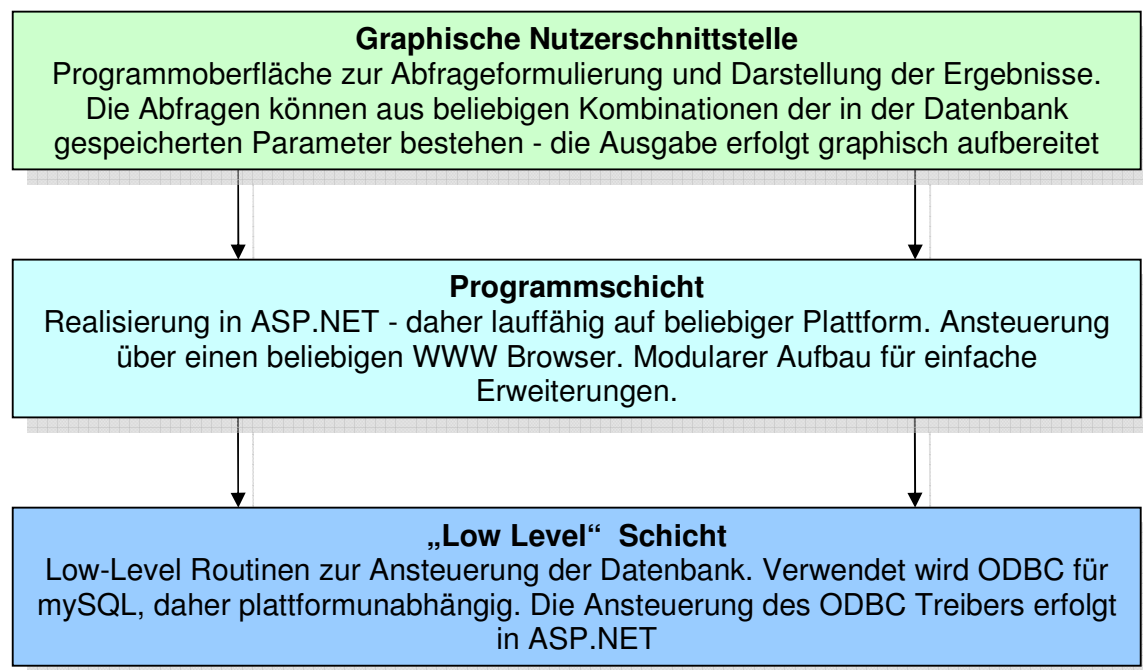 Graphische Nutzerschnittstelle
Programmoberfläche zur Abfrageformulierung und Darstellung der Ergebnisse.
Die Abfragen können aus beliebigen Kombinationen der in der Datenbank
gespeicherten Parameter bestehen - die Ausgabe erfolgt graphisch aufbereitet
Programmschicht
Realisierung in ASP.NET - daher lauffähig auf beliebiger Plattform. Ansteuerung
über einen beliebigen WWW Browser. Modularer Aufbau für einfache
Erweiterungen.
„Low Level“ Schicht
Low-Level Routinen zur Ansteuerung der Datenbank. Verwendet wird ODBC für
mySQL, daher plattformunabhängig. Die Ansteuerung des ODBC Treibers erfolgt
in ASP.NET